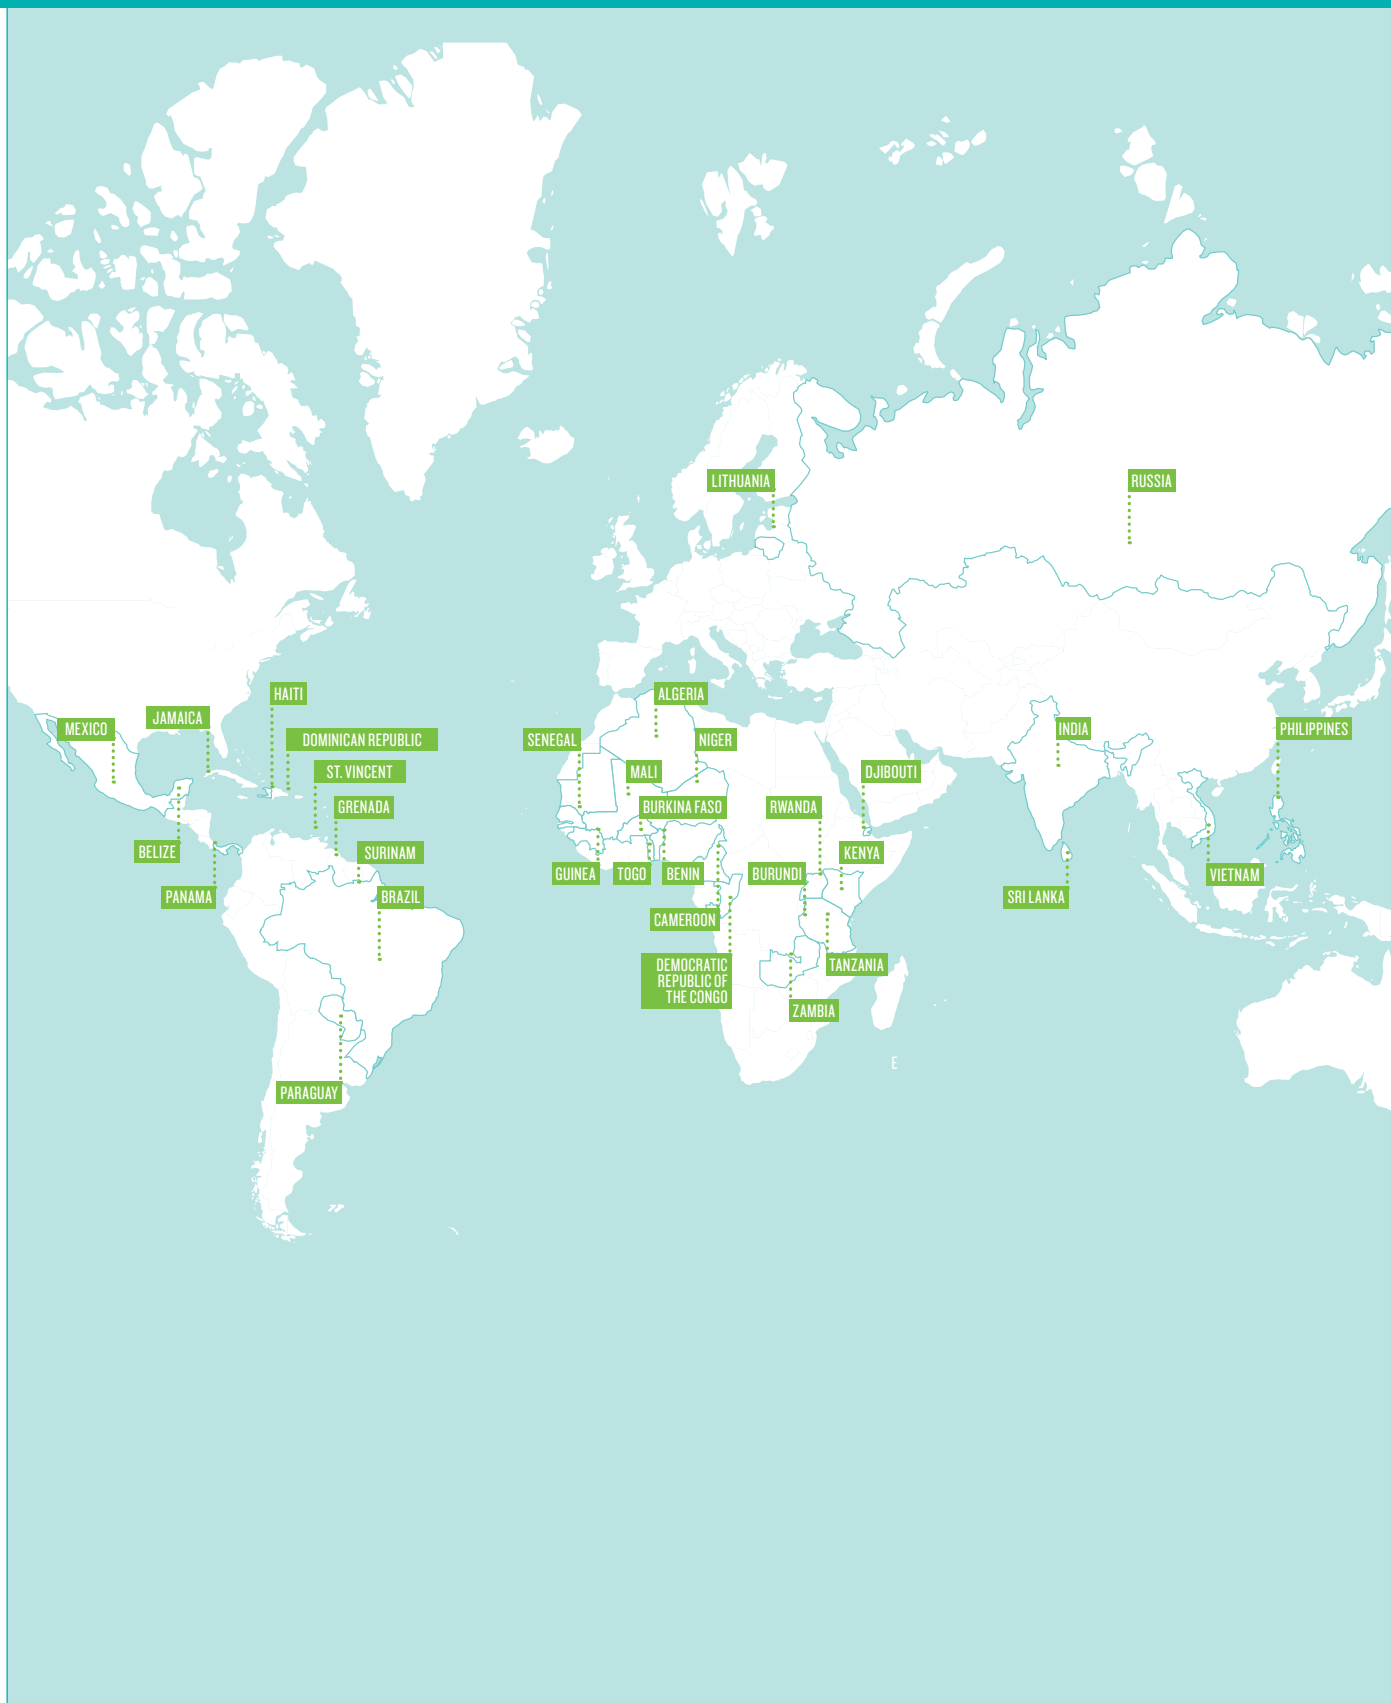 LITHUANIA
RUSSIA
HAITI
ALGERIA
JAMAICA
MEXICO
DOMINICAN REPUBLIC
SENEGAL
NIGER
INDIA
PHILIPPINES
ST. VINCENT
MALI
DJIBOUTI
GRENADA
BURKINA FASO
RWANDA
BELIZE
SURINAM
KENYA
GUINEA
TOGO
BENIN
BURUNDI
VIETNAM
PANAMA
BRAZIL
SRI LANKA
CAMEROON
DEMOCRATIC
REPUBLIC OF
THE CONGO
TANZANIA
ZAMBIA
E
PARAGUAY